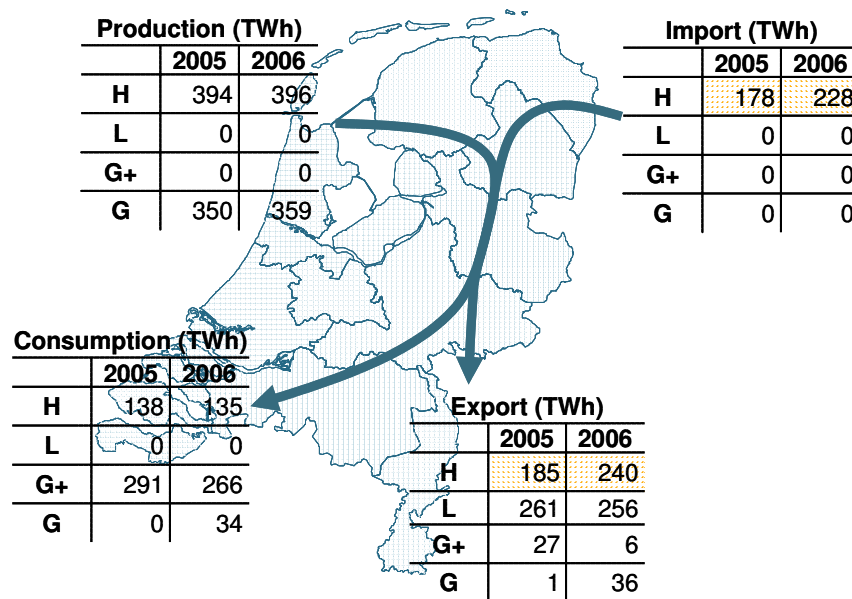 Production (TWh)
2005 2006
H 394 396
L 0 0
G+ 0 0
G 350 359
Import (TWh)
2005 2006
H 178 228
L 0 0
G+ 0 0
G 0 0
Consumption (TWh)
2005 2006
H 138 135
L 0 0
G+ 291 266
G 0 34
Export (TWh)
2005 2006
H 185 240
L 261 256
G+ 27 6
G 1 36